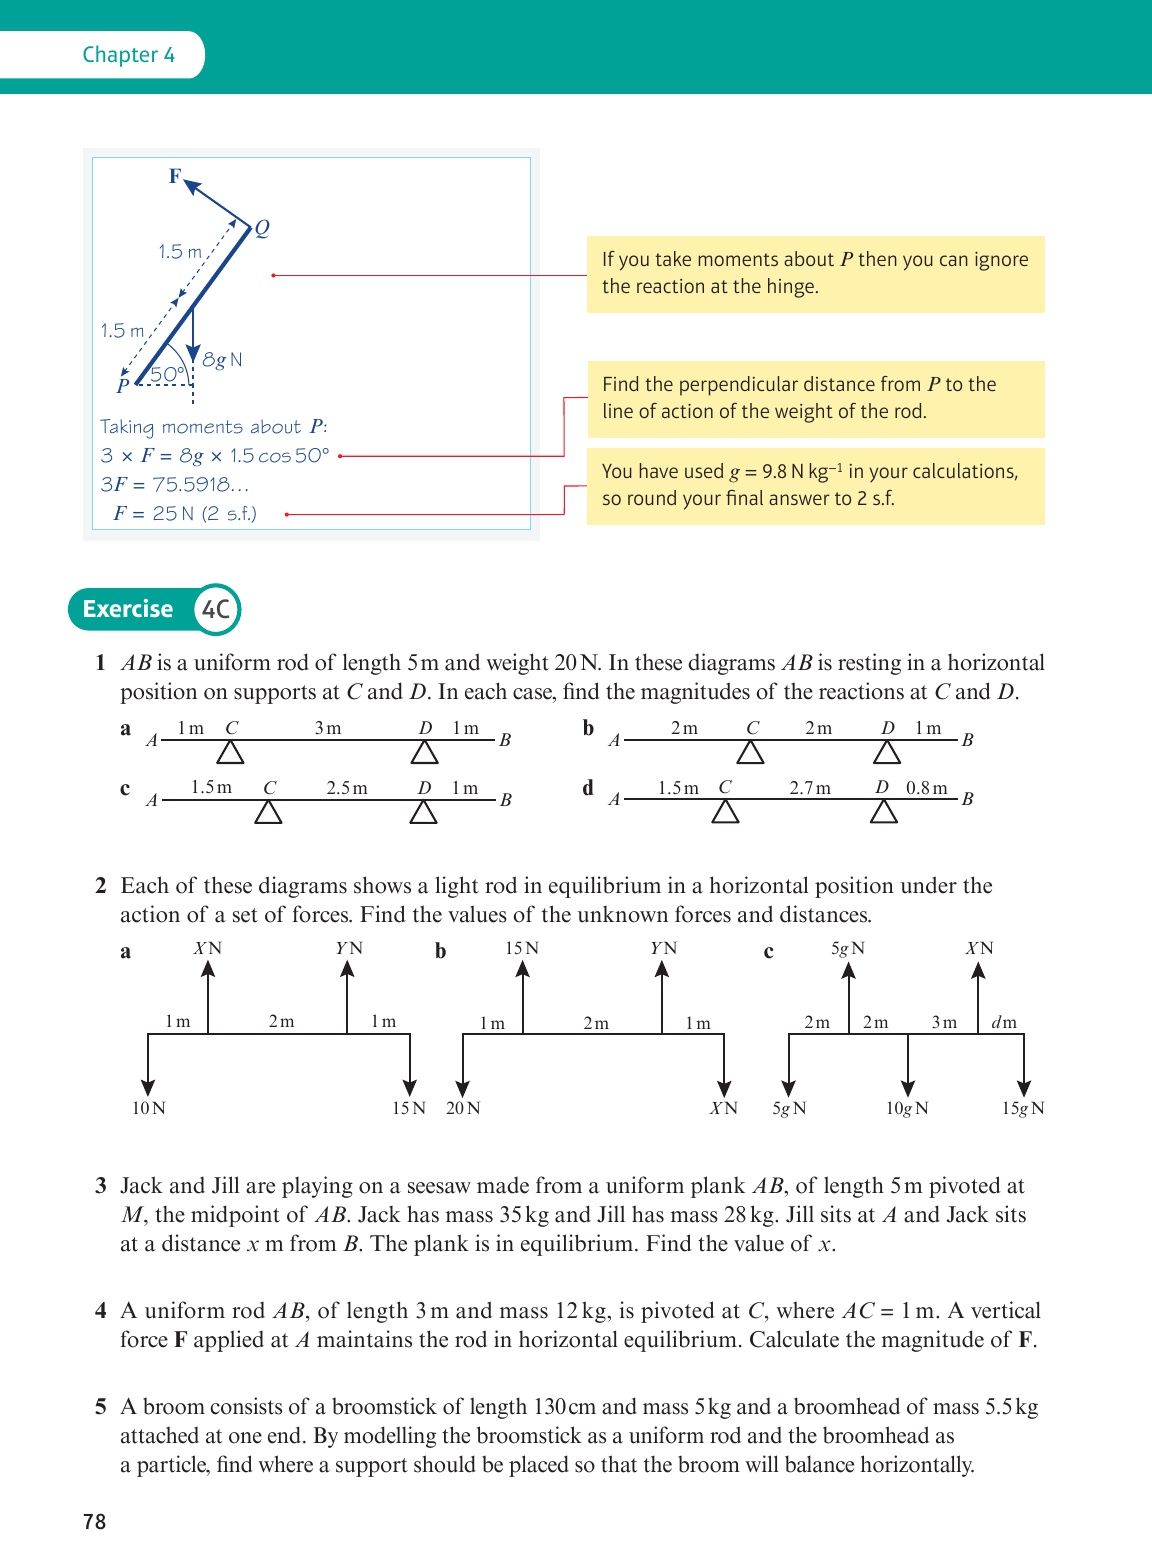 Chapter 4
F
Q
1.5 m
1.5 m
8g N
50°
P
Taking moments about P:
3 × F = 8g × 1.5 cos 50°
3F = 75.5918…
F = 25 N (2 s.f.)
If you take moments about P then you can ignore
the reaction at the hinge.
Find the perpendicular distance from P to the
line of action of the weight of the rod.
You have used g = 9.8 N kg⁻¹ in your calculations,
so round your final answer to 2 s.f.
Exercise 4C
1 AB is a uniform rod of length 5 m and weight 20 N. In these diagrams AB is resting in a horizontal
position on supports at C and D. In each case, find the magnitudes of the reactions at C and D.
a A 1 m C 3 m D 1 m B
b A 2 m C 2 m D 1 m B
c A 1.5 m C 2.5 m D 1 m B
d A 1.5 m C 2.7 m D 0.8 m B
2 Each of these diagrams shows a light rod in equilibrium in a horizontal position under the
action of a set of forces. Find the values of the unknown forces and distances.
a X N Y N b 15 N Y N c 5g N X N
1 m 2 m 1 m 1 m 2 m 1 m 2 m 2 m 3 m d m
10 N 15 N 20 N X N 5g N 10g N 15g N
3 Jack and Jill are playing on a seesaw made from a uniform plank AB, of length 5 m pivoted at
M, the midpoint of AB. Jack has mass 35 kg and Jill has mass 28 kg. Jill sits at A and Jack sits
at a distance x m from B. The plank is in equilibrium. Find the value of x.
4 A uniform rod AB, of length 3 m and mass 12 kg, is pivoted at C, where AC = 1 m. A vertical
force F applied at A maintains the rod in horizontal equilibrium. Calculate the magnitude of F.
5 A broom consists of a broomstick of length 130 cm and mass 5 kg and a broomhead of mass 5.5 kg
attached at one end. By modelling the broomstick as a uniform rod and the broomhead as
a particle, find where a support should be placed so that the broom will balance horizontally.
78